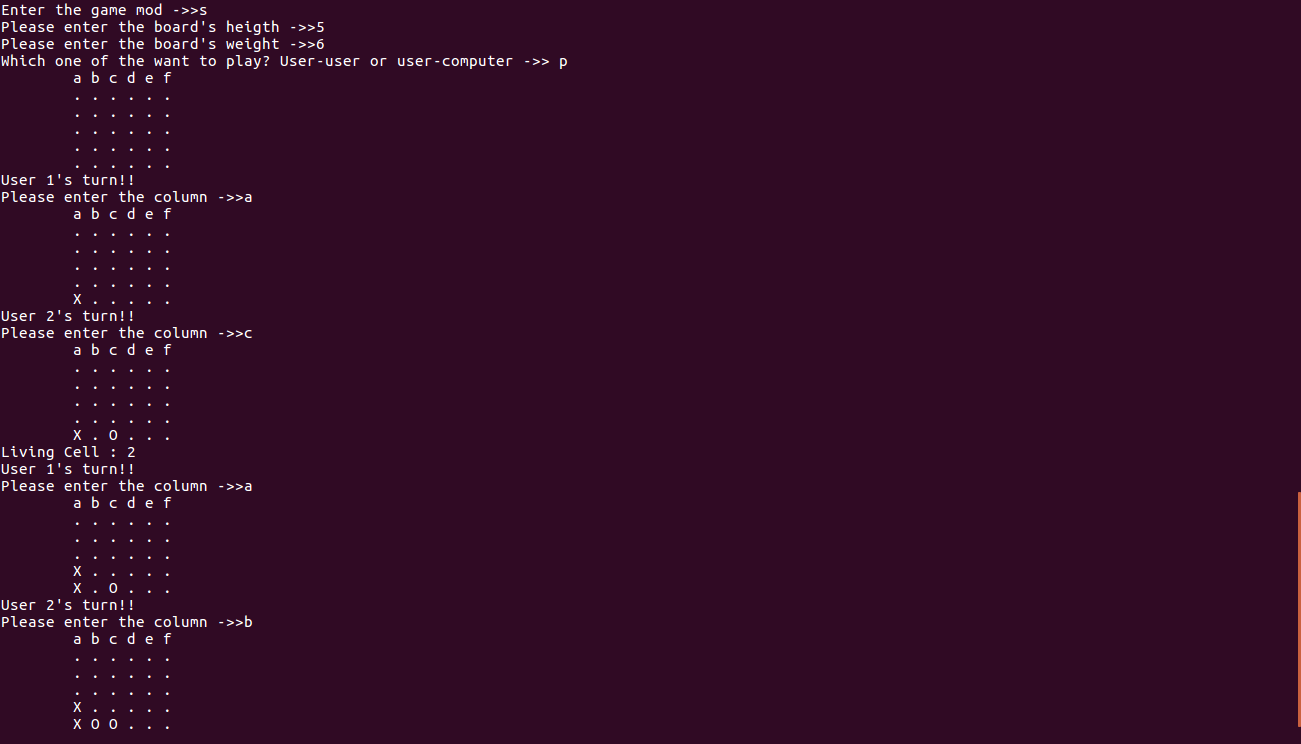 Enter the game mod ->>s
Please enter the board's heigth ->>5
Please enter the board's weight ->>6
Which one of the want to play? User-user or user-computer ->> p
        a b c d e f
        . . . . . .
        . . . . . .
        . . . . . .
        . . . . . .
        . . . . . .
User 1's turn!!
Please enter the column ->>a
        a b c d e f
        . . . . . .
        . . . . . .
        . . . . . .
        . . . . . .
        X . . . . .
User 2's turn!!
Please enter the column ->>c
        a b c d e f
        . . . . . .
        . . . . . .
        . . . . . .
        . . . . . .
        X . O . . .
Living Cell : 2
User 1's turn!!
Please enter the column ->>a
        a b c d e f
        . . . . . .
        . . . . . .
        . . . . . .
        X . . . . .
        X . O . . .
User 2's turn!!
Please enter the column ->>b
        a b c d e f
        . . . . . .
        . . . . . .
        . . . . . .
        X . . . . .
        X O O . . .